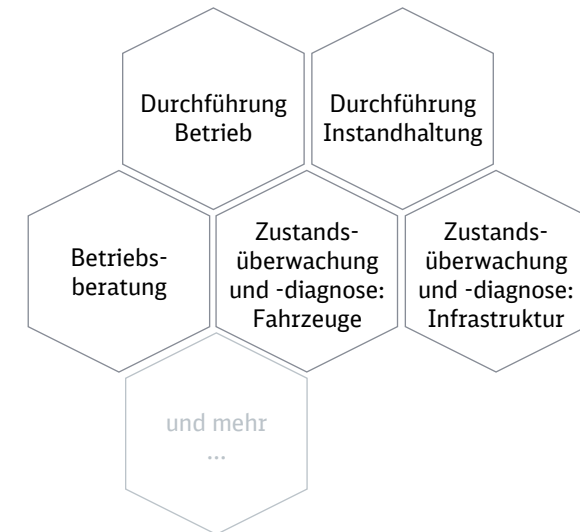 Durchführung
Betrieb
Durchführung
Instandhaltung
Betriebs-
beratung
Zustands-
überwachung
und -diagnose:
Fahrzeuge
Zustands-
überwachung
und -diagnose:
Infrastruktur
und mehr
...